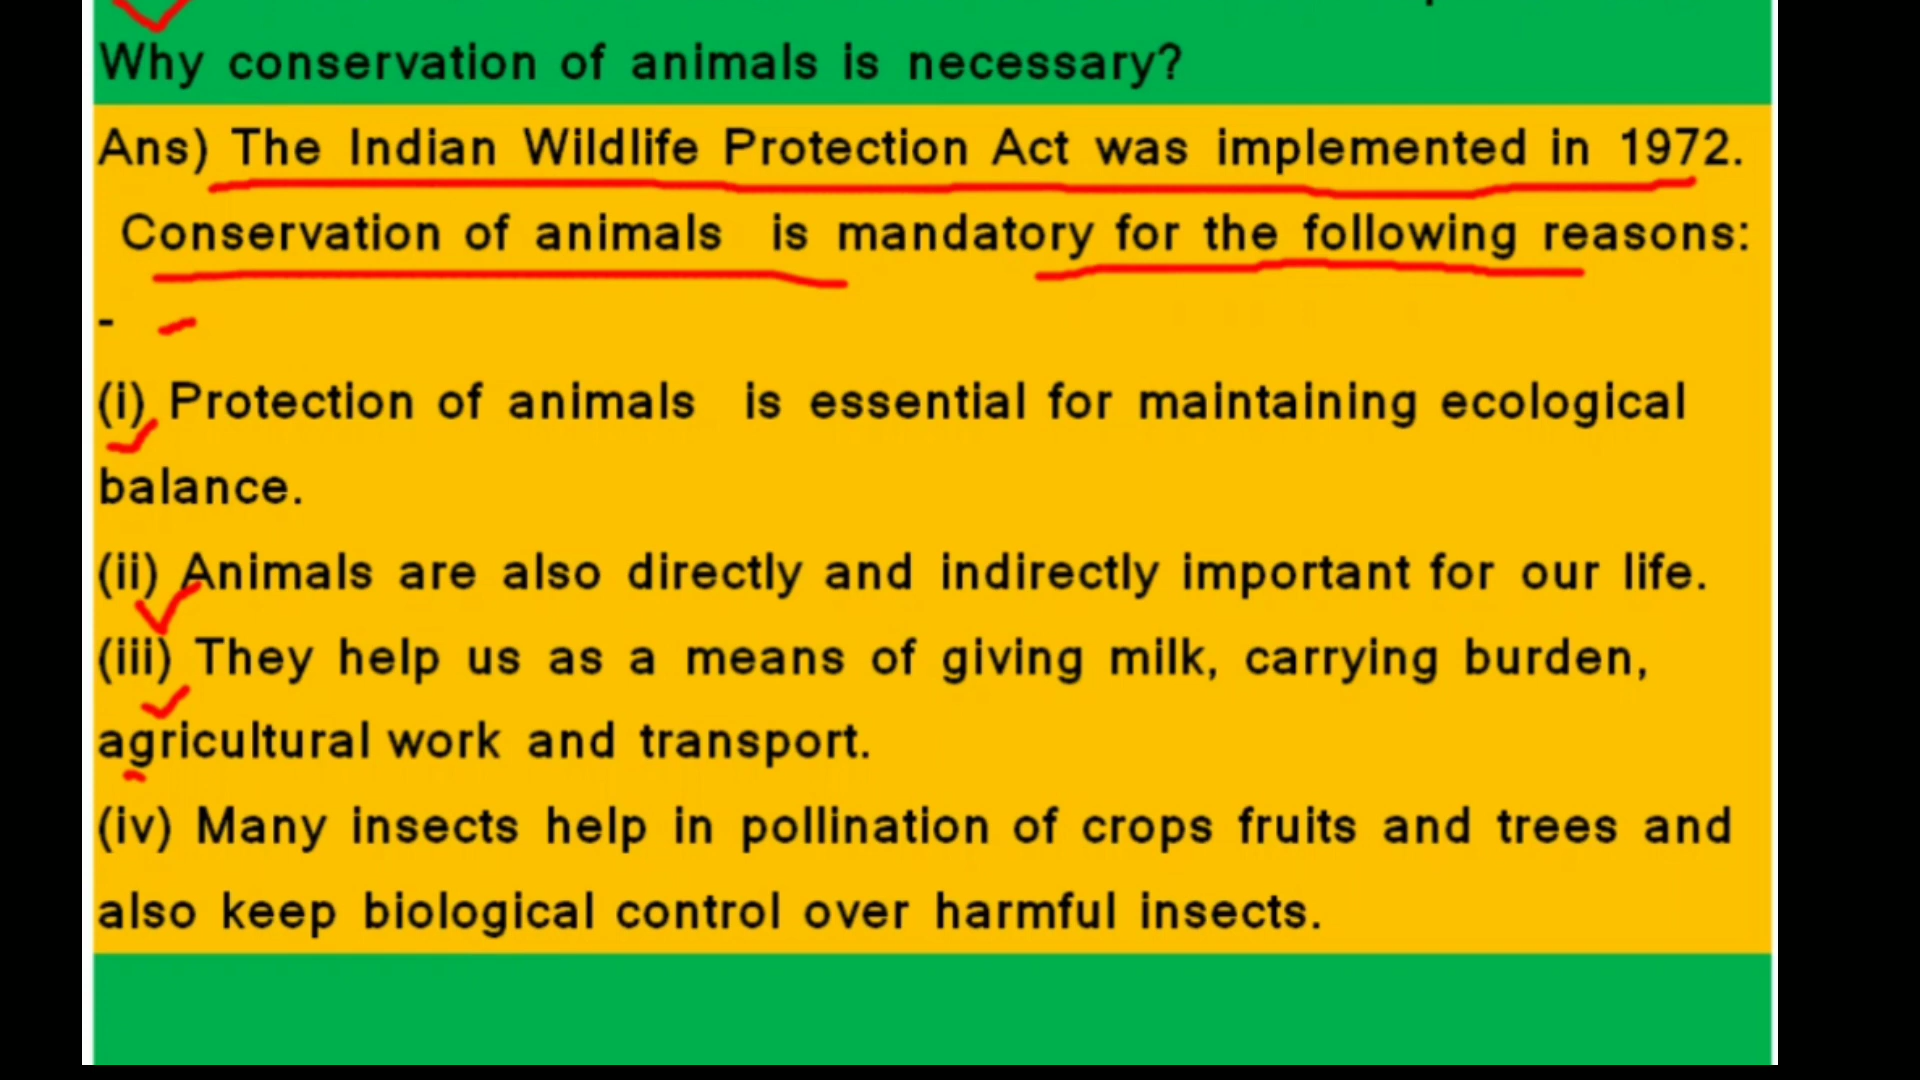 Why conservation of animals is necessary?
Ans) The Indian Wildlife Protection Act was implemented in 1972.
Conservation of animals is mandatory for the following reasons:
-
(i) Protection of animals is essential for maintaining ecological
balance.
(ii) Animals are also directly and indirectly important for our life.
(iii) They help us as a means of giving milk, carrying burden,
agricultural work and transport.
(iv) Many insects help in pollination of crops fruits and trees and
also keep biological control over harmful insects.